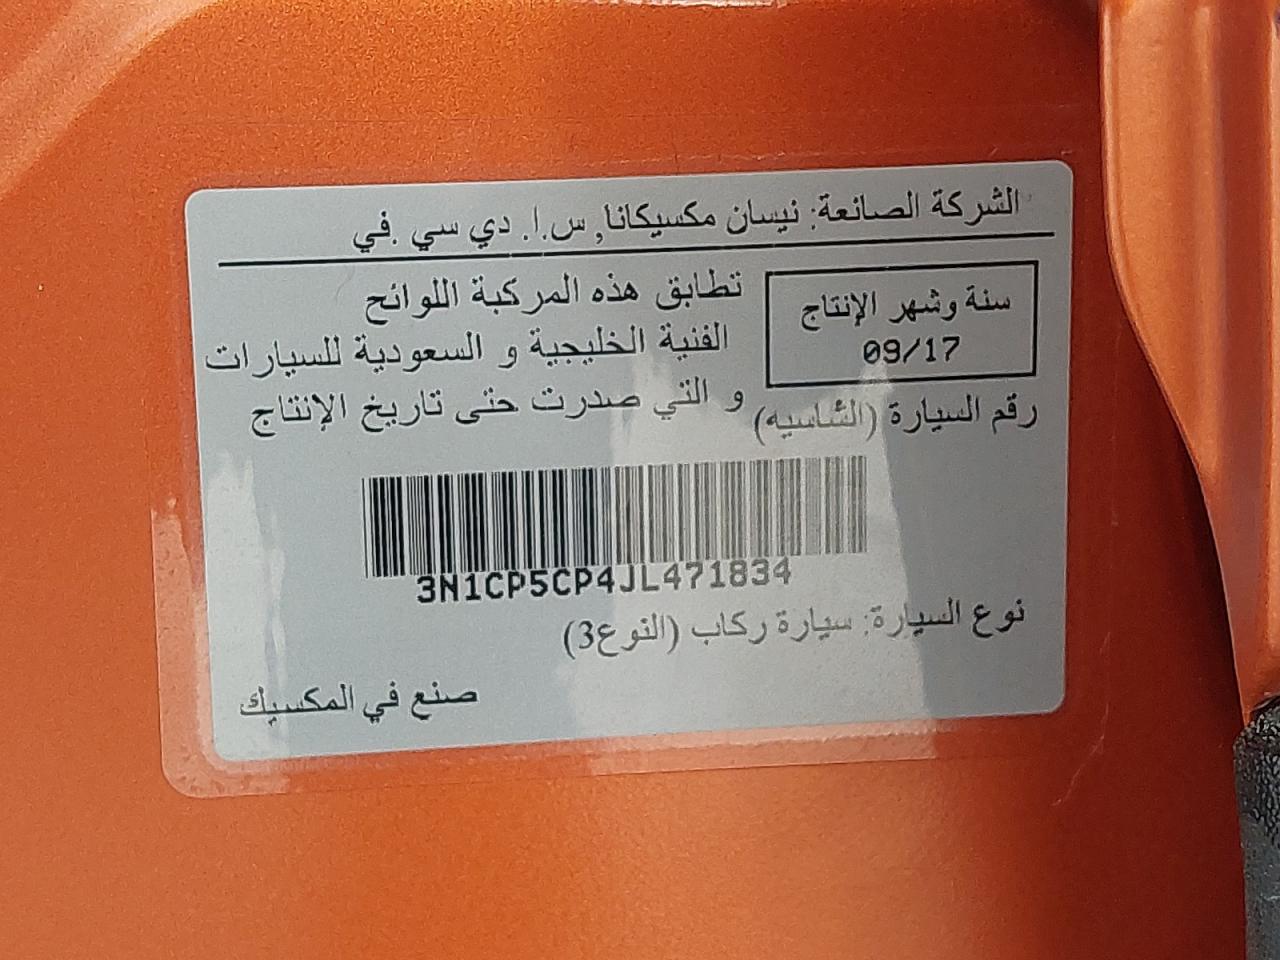 الشركة الصانعة: نيسان مكسيكانا, س.ا. دي سي .في
سنة وشهر الإنتاج
09/17
تطابق هذه المركبة اللوائح
الفنية الخليجية و السعودية للسيارات
و التي صدرت حتى تاريخ الإنتاج
رقم السيارة (الشاسيه)
3N1CP5CP4JL471834
نوع السيارة: سيارة ركاب (النوع3)
صنع في المكسيك